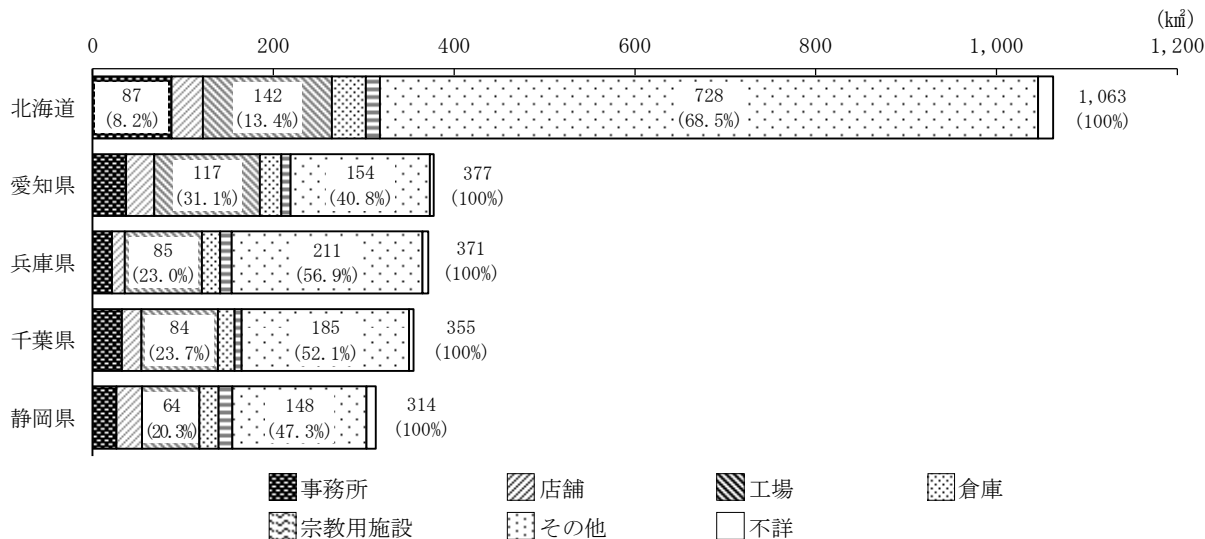 (k㎡)
0 200 400 600 800 1,000 1,200
北海道 87 142 728 1,063
(8.2%) (13.4%) (68.5%) (100%)
愛知県 117 154 377
(31.1%) (40.8%) (100%)
兵庫県 85 211 371
(23.0%) (56.9%) (100%)
千葉県 84 185 355
(23.7%) (52.1%) (100%)
静岡県 64 148 314
(20.3%) (47.3%) (100%)
事務所 店舗 工場 倉庫
宗教用施設 その他 不詳